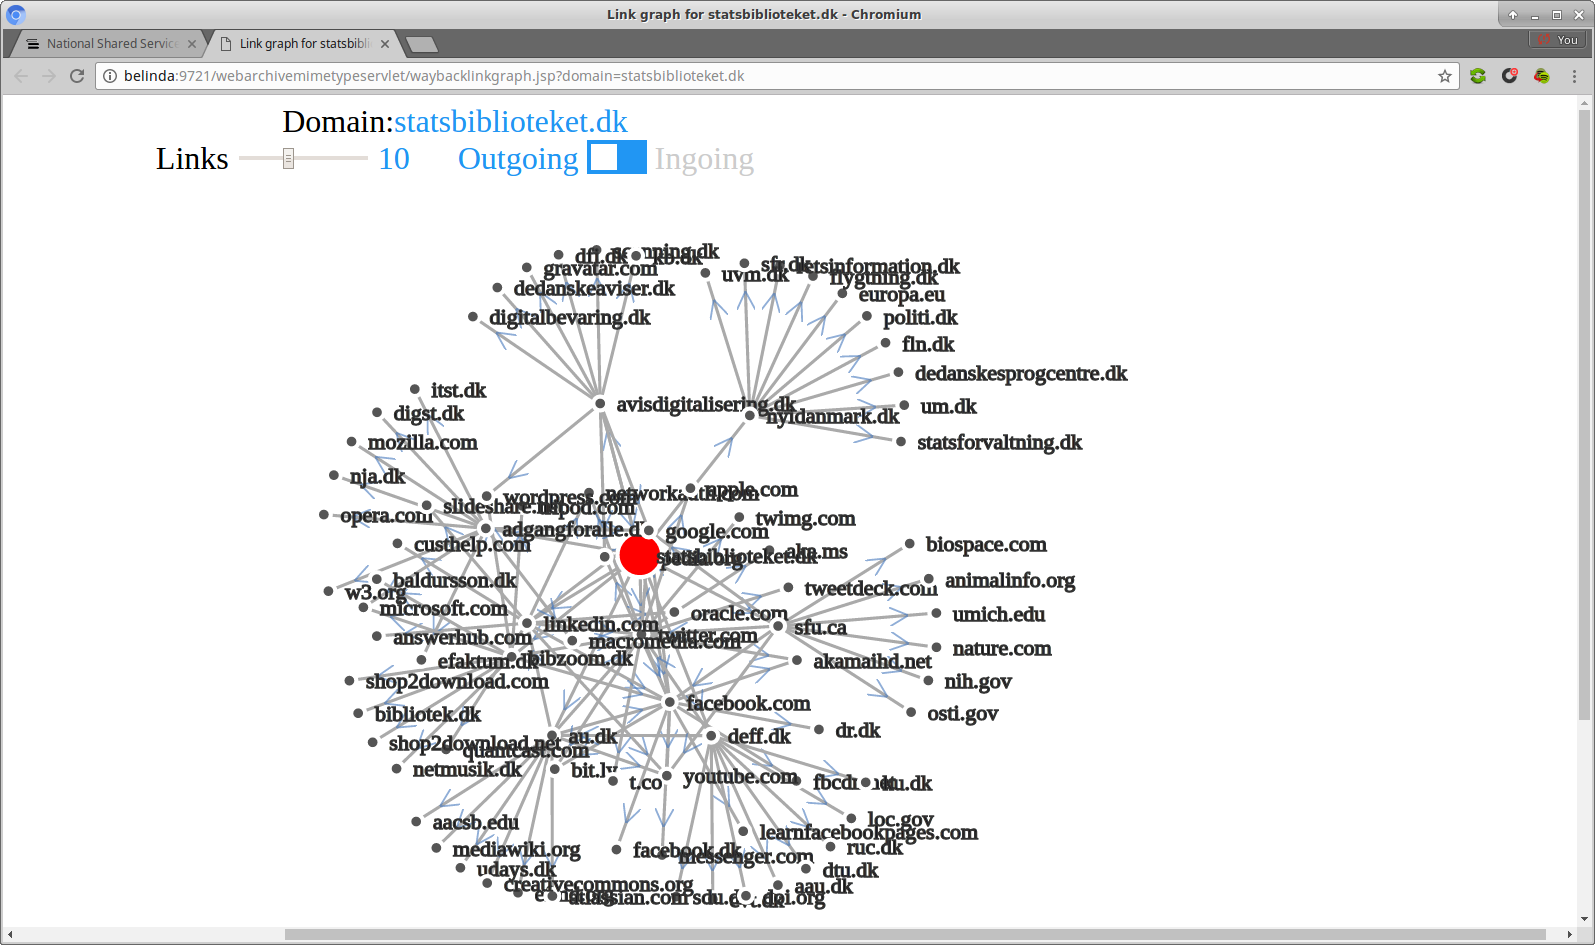 Link graph for statsbiblioteket.dk - Chromium
National Shared Service
Link graph for statsbibli
You
belinda:9721/webarchivemimetypeservlet/waybacklinkgraph.jsp?domain=statsbiblioteket.dk
Domain:statsbiblioteket.dk
Links 10 Outgoing Ingoing
dff.dk
kb.dk
gravatar.com
dedanskeaviser.dk
digitalbevaring.dk
sfr.dk
retsinformation.dk
uvm.dk
flygtning.dk
europa.eu
politi.dk
fln.dk
dedanskesprogcentre.dk
um.dk
statsforvaltning.dk
avisdigitalisering.dk
nyidanmark.dk
itst.dk
digst.dk
mozilla.com
nja.dk
opera.com
wordpress.com
slideshare.net
apple.com
adgangforalle.dk
google.com
twimg.com
custhelp.com
statsbiblioteket.dk
aka.ms
biospace.com
baldursson.dk
w3.org
microsoft.com
tweetdeck.com
animalinfo.org
oracle.com
umich.edu
linkedin.com
twitter.com
sfu.ca
answerhub.com
macromedia.com
nature.com
efaktum.dk
bibzoom.dk
akamaihd.net
shop2download.com
nih.gov
facebook.com
osti.gov
bibliotek.dk
dr.dk
au.dk
deff.dk
shop2download.net
quantcast.com
netmusik.dk
bit.ly
t.co
youtube.com
ku.dk
aacsb.edu
loc.gov
learnfacebookpages.com
mediawiki.org
facebook.dk
messenger.com
ruc.dk
udays.dk
dtu.dk
creativecommons.org
aau.dk
atlassian.com
doi.org